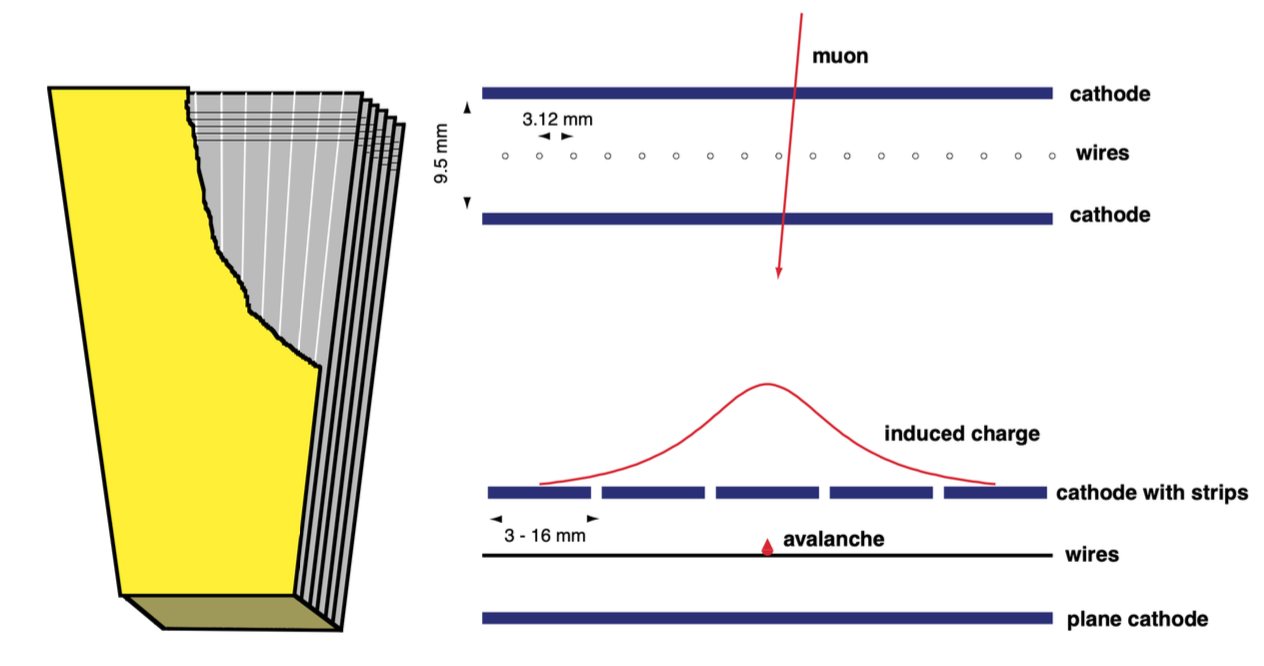 muon
cathode
3.12 mm
9.5 mm
wires
cathode
induced charge
cathode with strips
3 - 16 mm
avalanche
wires
plane cathode